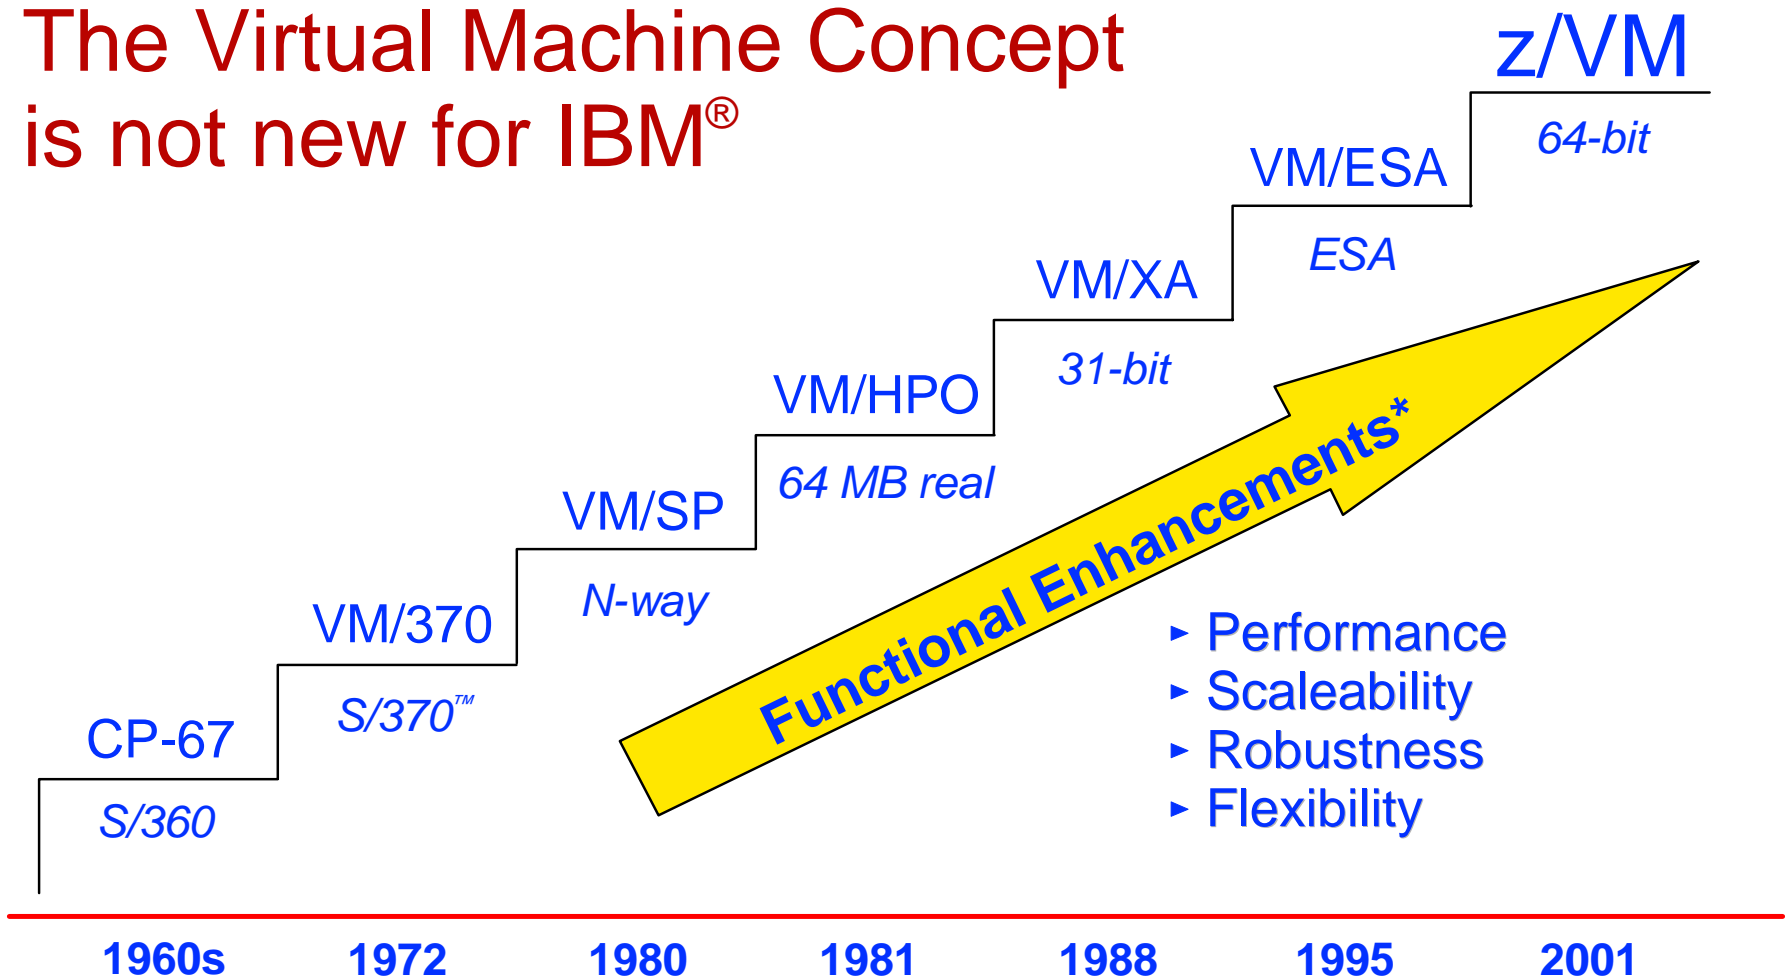 The Virtual Machine Concept
is not new for IBM®
z/VM
64-bit
VM/ESA
ESA
VM/XA
31-bit
VM/HPO
64 MB real
VM/SP
N-way
VM/370
S/370™
CP-67
S/360
Functional Enhancements*
► Performance
► Scaleability
► Robustness
► Flexibility
1960s 1972 1980 1981 1988 1995 2001